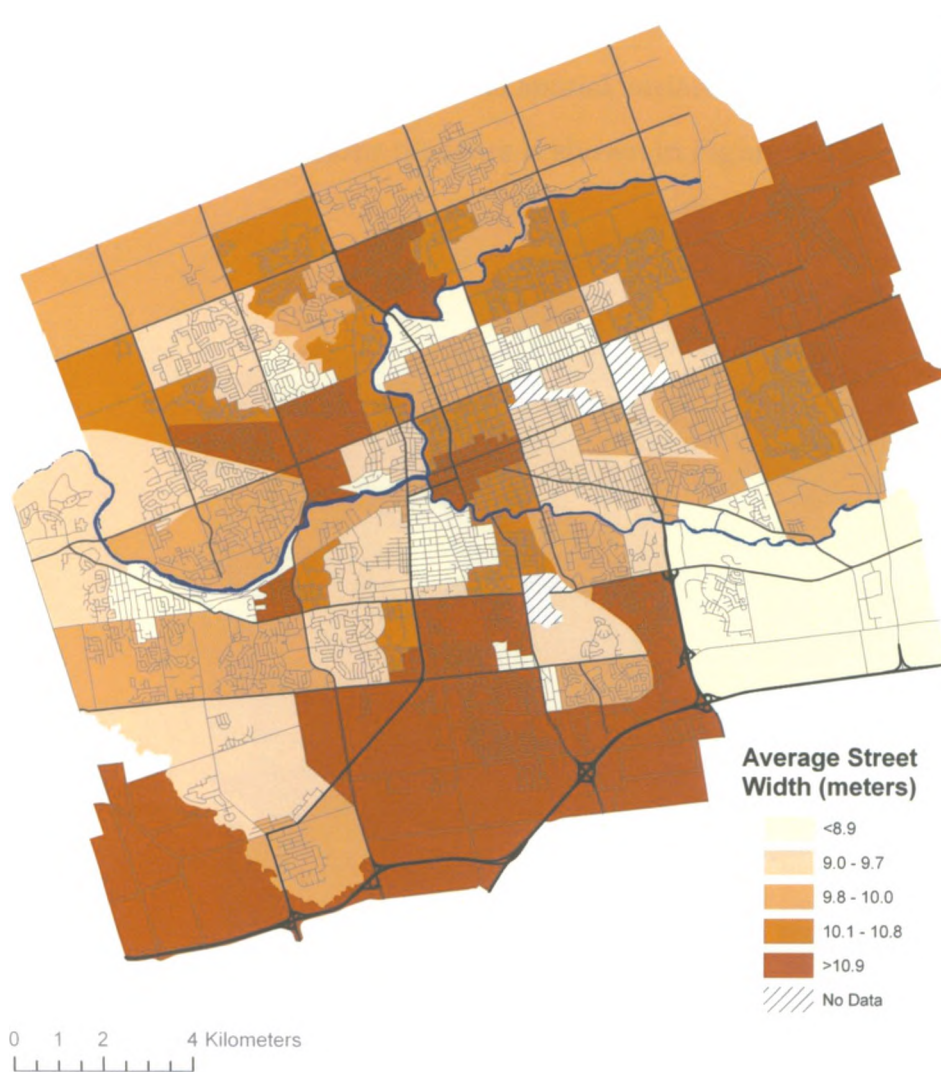 Average Street
Width (meters)
<8.9
9.0 - 9.7
9.8 - 10.0
10.1 - 10.8
>10.9
No Data
0 1 2 4 Kilometers